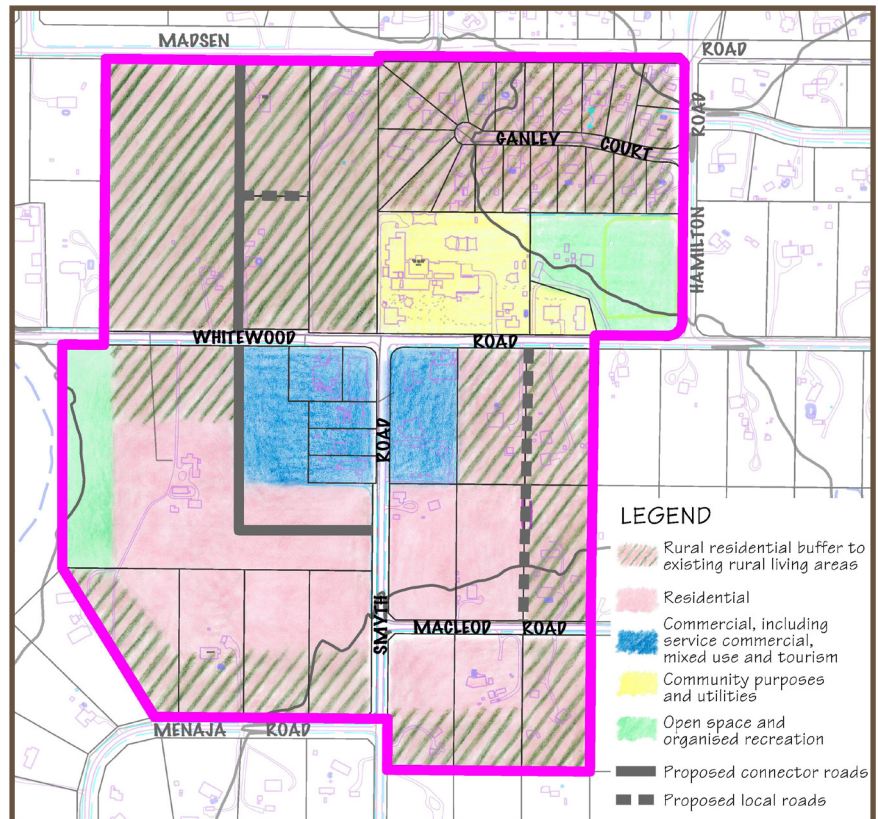 MADSEN ROAD
ROAD
GANLEY COURT
HAMILTON
WHITEWOOD ROAD
ROAD
SMYTH
MACLEOD ROAD
MENAJA ROAD
LEGEND
Rural residential buffer to
existing rural living areas
Residential
Commercial, including
service commercial,
mixed use and tourism
Community purposes
and utilities
Open space and
organised recreation
Proposed connector roads
Proposed local roads